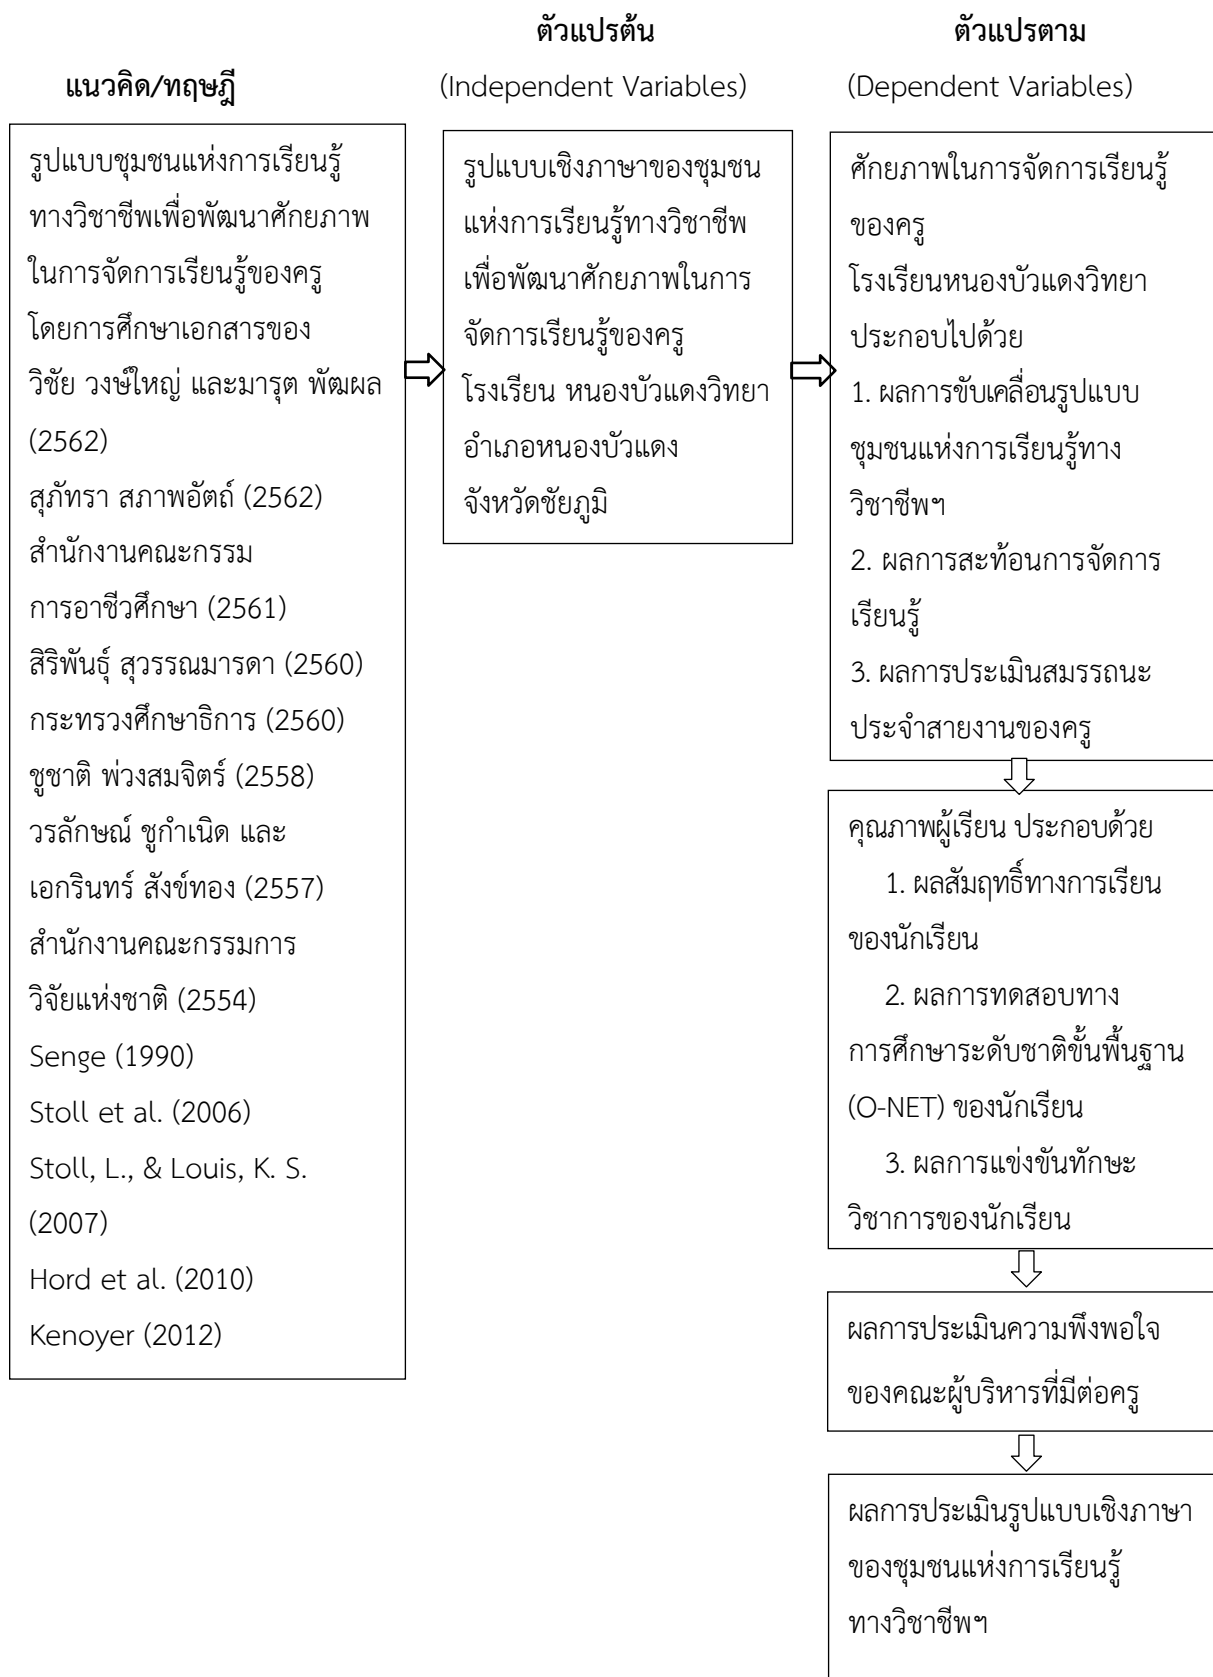 แนวคิด/ทฤษฎี
รูปแบบชุมชนแห่งการเรียนรู้
ทางวิชาชีพเพื่อพัฒนาศักยภาพ
ในการจัดการเรียนรู้ของครู
โดยการศึกษาเอกสารของ
วิชัย วงษ์ใหญ่ และมารุต พัฒผล
(2562)
สุภัทรา สภาพอัตถ์ (2562)
สำนักงานคณะกรรม
การอาชีวศึกษา (2561)
สิริพันธุ์ สุวรรณมารดา (2560)
กระทรวงศึกษาธิการ (2560)
ชูชาติ พ่วงสมจิตร์ (2558)
วรลักษณ์ ชูกำเนิด และ
เอกรินทร์ สังข์ทอง (2557)
สำนักงานคณะกรรมการ
วิจัยแห่งชาติ (2554)
Senge (1990)
Stoll et al. (2006)
Stoll, L., & Louis, K. S.
(2007)
Hord et al. (2010)
Kenoyer (2012)
ตัวแปรต้น
(Independent Variables)
รูปแบบเชิงภาษาของชุมชน
แห่งการเรียนรู้ทางวิชาชีพ
เพื่อพัฒนาศักยภาพในการ
จัดการเรียนรู้ของครู
โรงเรียน หนองบัวแดงวิทยา
อำเภอหนองบัวแดง
จังหวัดชัยภูมิ
ตัวแปรตาม
(Dependent Variables)
ศักยภาพในการจัดการเรียนรู้
ของครู
โรงเรียนหนองบัวแดงวิทยา
ประกอบไปด้วย
1. ผลการขับเคลื่อนรูปแบบ
ชุมชนแห่งการเรียนรู้ทาง
วิชาชีพฯ
2. ผลการสะท้อนการจัดการ
เรียนรู้
3. ผลการประเมินสมรรถนะ
ประจำสายงานของครู
คุณภาพผู้เรียน ประกอบด้วย
1. ผลสัมฤทธิ์ทางการเรียน
ของนักเรียน
2. ผลการทดสอบทาง
การศึกษาระดับชาติขั้นพื้นฐาน
(O-NET) ของนักเรียน
3. ผลการแข่งขันทักษะ
วิชาการของนักเรียน
ผลการประเมินความพึงพอใจ
ของคณะผู้บริหารที่มีต่อครู
ผลการประเมินรูปแบบเชิงภาษา
ของชุมชนแห่งการเรียนรู้
ทางวิชาชีพฯ